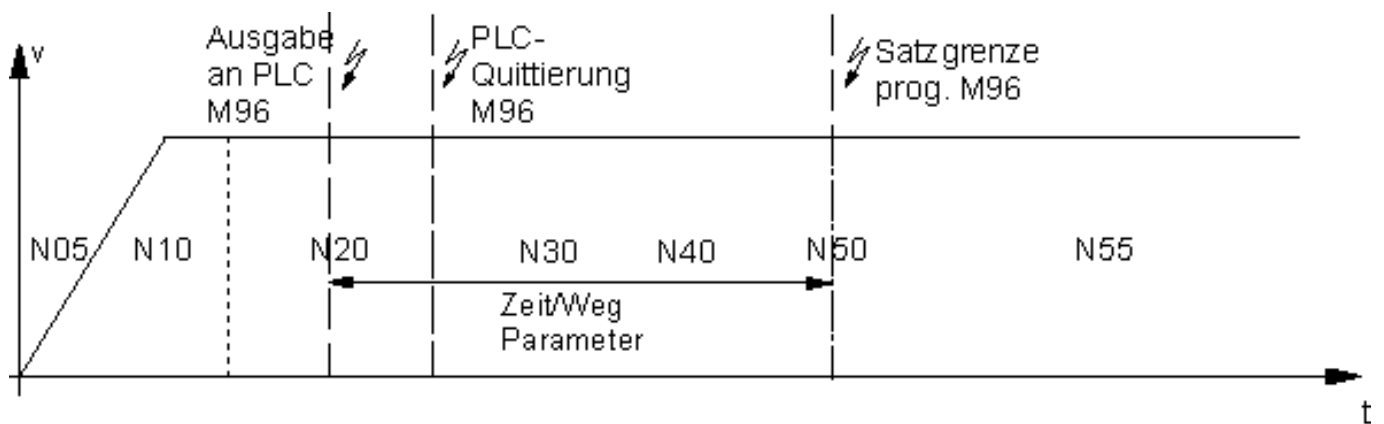 v
Ausgabe
an PLC
M96
PLC-
Quittierung
M96
Satzgrenze
prog. M96
N05 N10 N20 N30 N40 N50 N55
Zeit/Weg
Parameter
t